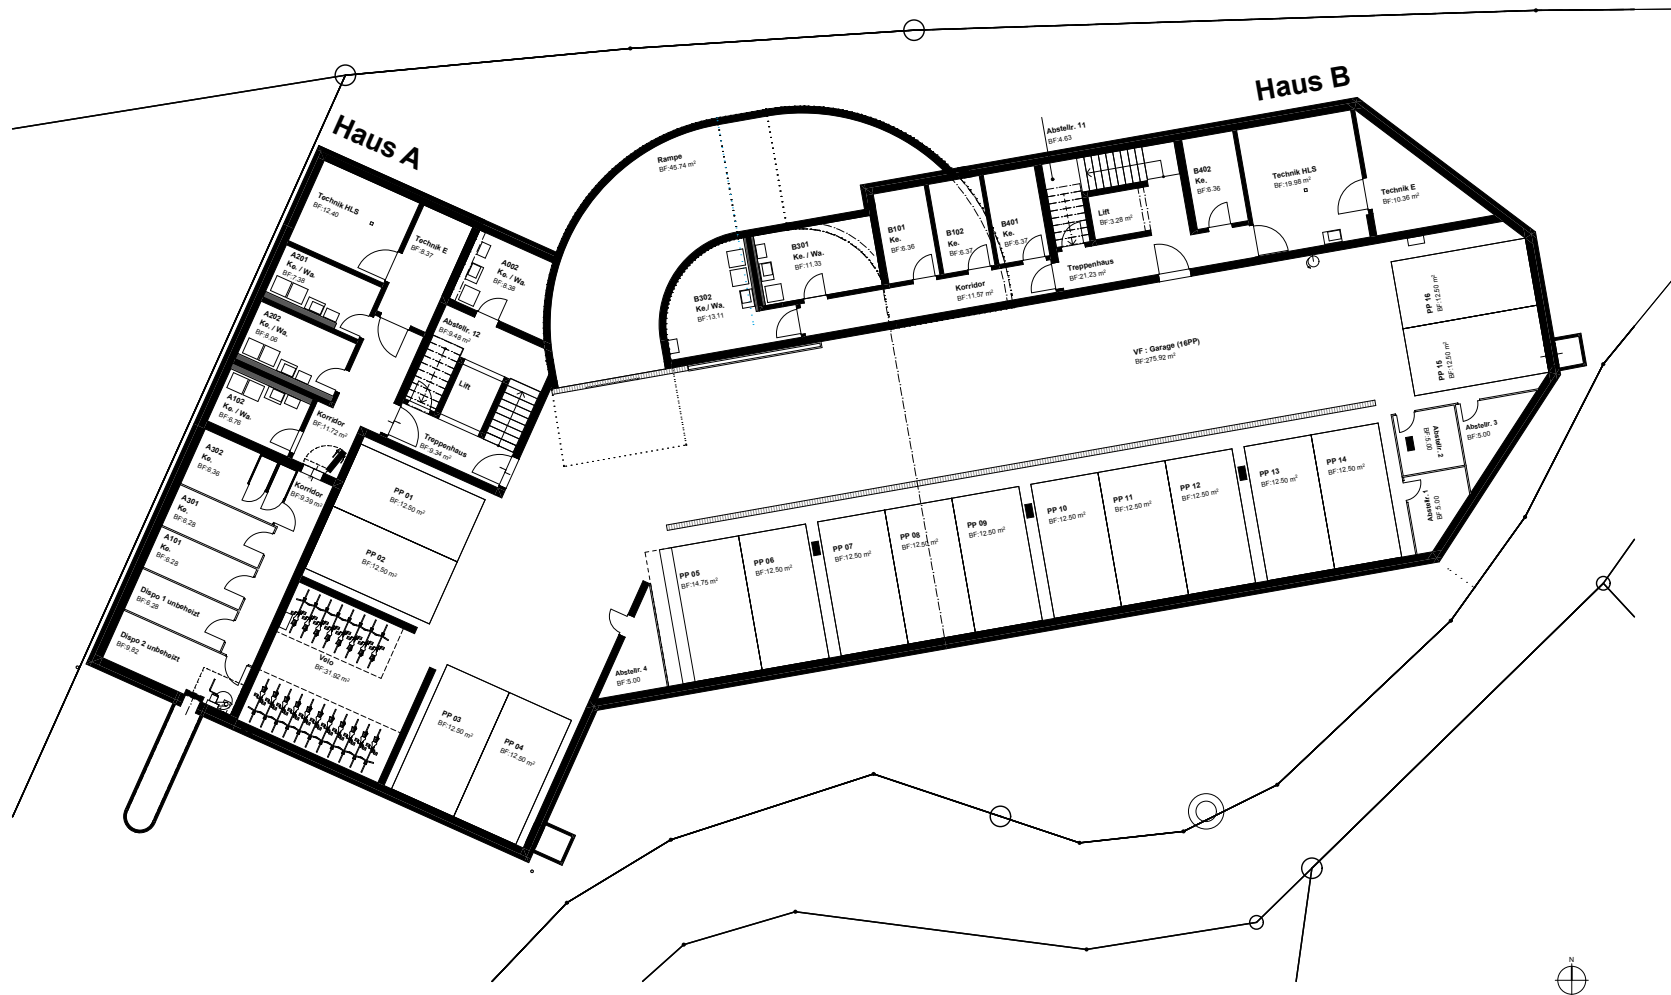 Haus A
Haus B
Rampe
BF:45.74 m²
Abstellr. 11
BF:4.63
Technik HLS
BF:12.40
Technik E
BF:8.37
A002
Ke. / Wa.
BF:8.38
A201
Ke. / Wa.
BF:7.38
A202
Ke. / Wa.
BF:8.06
A102
Ke. / Wa.
BF:8.76
Abstellr. 12
BF:9.48 m²
Lift
Korridor
BF:11.72 m²
Treppenhaus
BF:9.34 m²
A302
Ke.
BF:6.36
Korridor
BF:9.39 m²
A301
Ke.
BF:6.28
A101
Ke.
BF:6.28
Dispo 1 unbeheizt
BF:6.28
Dispo 2 unbeheizt
BF:9.82
PP 01
BF:12.50 m²
PP 02
BF:12.50 m²
Velo
BF:31.92 m²
PP 03
BF:12.50 m²
PP 04
BF:12.50 m²
B302
Ke./ Wa.
BF:13.11
B301
Ke. / Wa.
BF:11.33
B101
Ke.
BF:6.36
B102
Ke.
BF:6.37
B401
Ke.
BF:6.37
Korridor
BF:11.57 m²
Lift
BF:3.28 m²
Treppenhaus
BF:21.23 m²
B402
Ke.
BF:6.36
Technik HLS
BF:19.98 m²
Technik E
BF:10.36 m²
VF : Garage (16PP)
BF:275.92 m²
PP 16
BF:12.50 m²
PP 15
BF:12.50 m²
Abstellr. 3
BF:5.00
Abstellr. 2
BF:5.00
Abstellr. 1
BF:5.00
PP 05
BF:14.75 m²
PP 06
BF:12.50 m²
PP 07
BF:12.50 m²
PP 08
BF:12.50 m²
PP 09
BF:12.50 m²
PP 10
BF:12.50 m²
PP 11
BF:12.50 m²
PP 12
BF:12.50 m²
PP 13
BF:12.50 m²
PP 14
BF:12.50 m²
Abstellr. 4
BF:5.00
N